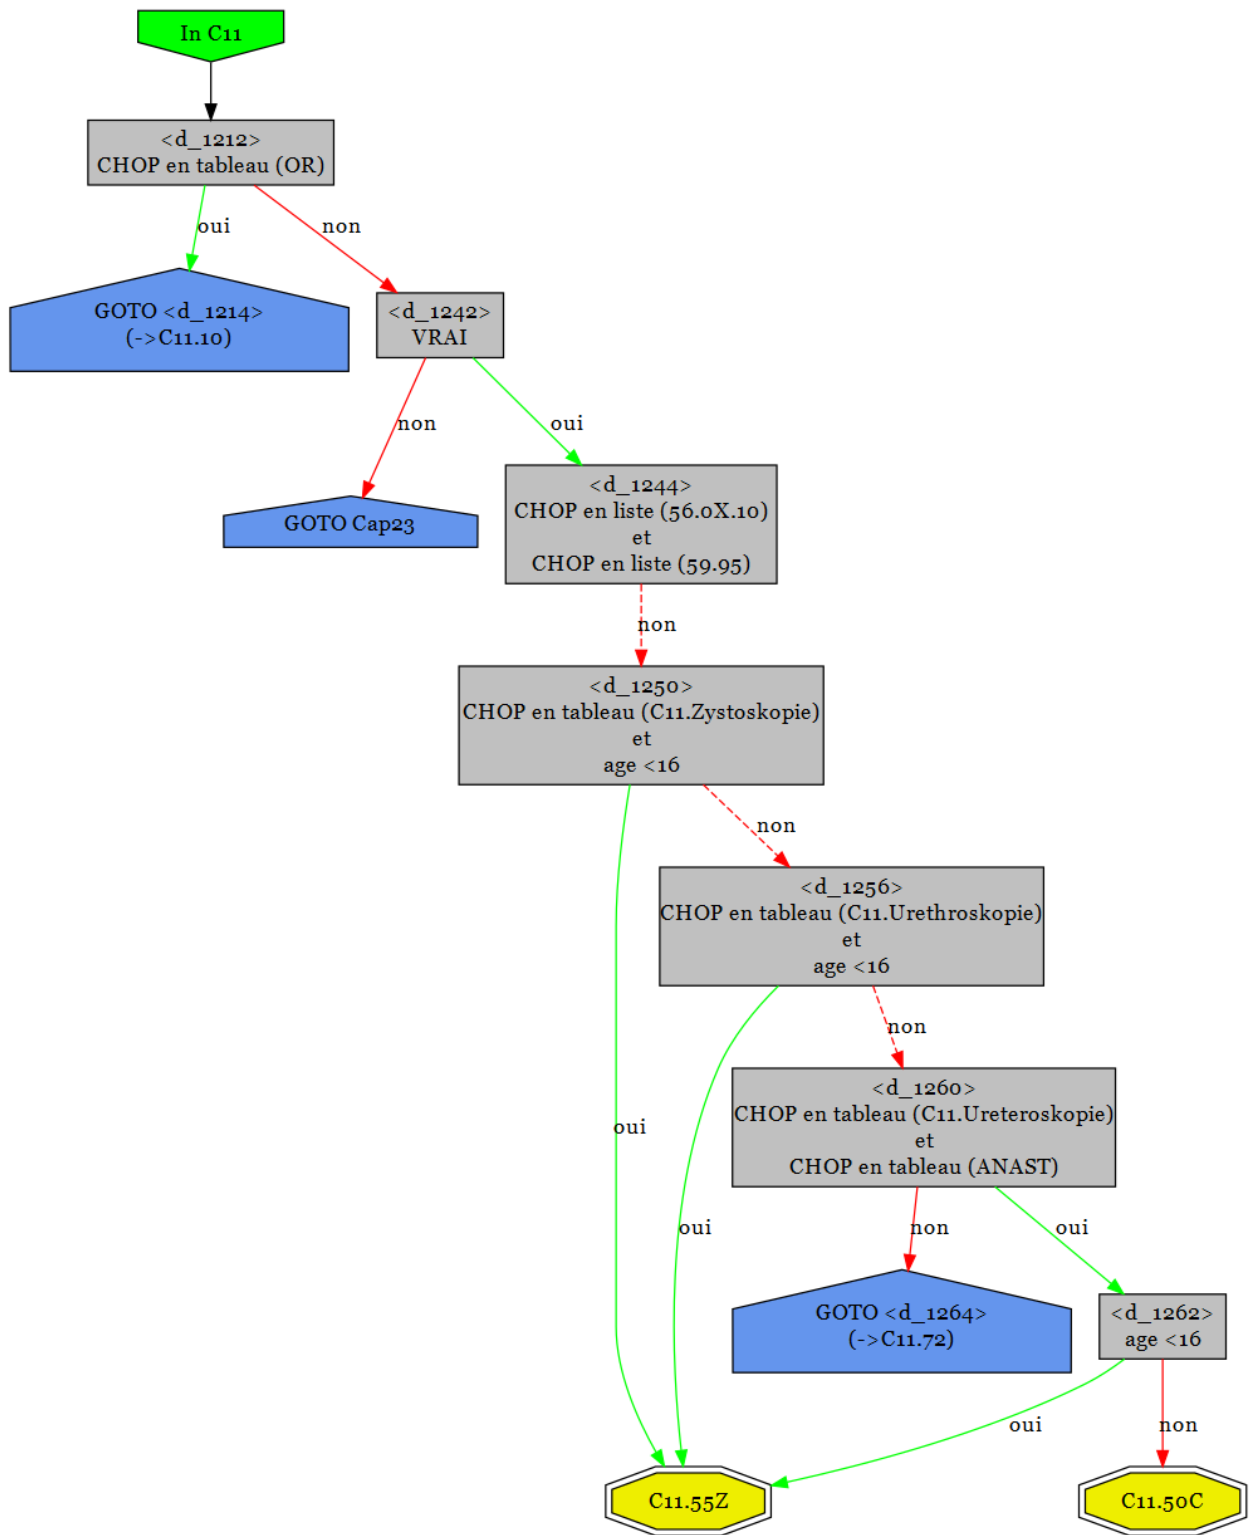 In C11
<d_1212>
CHOP en tableau (OR)
oui
non
GOTO <d_1214>
(->C11.10)
<d_1242>
VRAI
non
oui
<d_1244>
CHOP en liste (56.0X.10)
et
CHOP en liste (59.95)
GOTO Cap23
non
<d_1250>
CHOP en tableau (C11.Zystoskopie)
et
age <16
non
<d_1256>
CHOP en tableau (C11.Urethroskopie)
et
age <16
non
<d_1260>
CHOP en tableau (C11.Ureteroskopie)
et
CHOP en tableau (ANAST)
oui
oui
non
oui
GOTO <d_1264>
(->C11.72)
<d_1262>
age <16
oui
non
C11.55Z
C11.50C